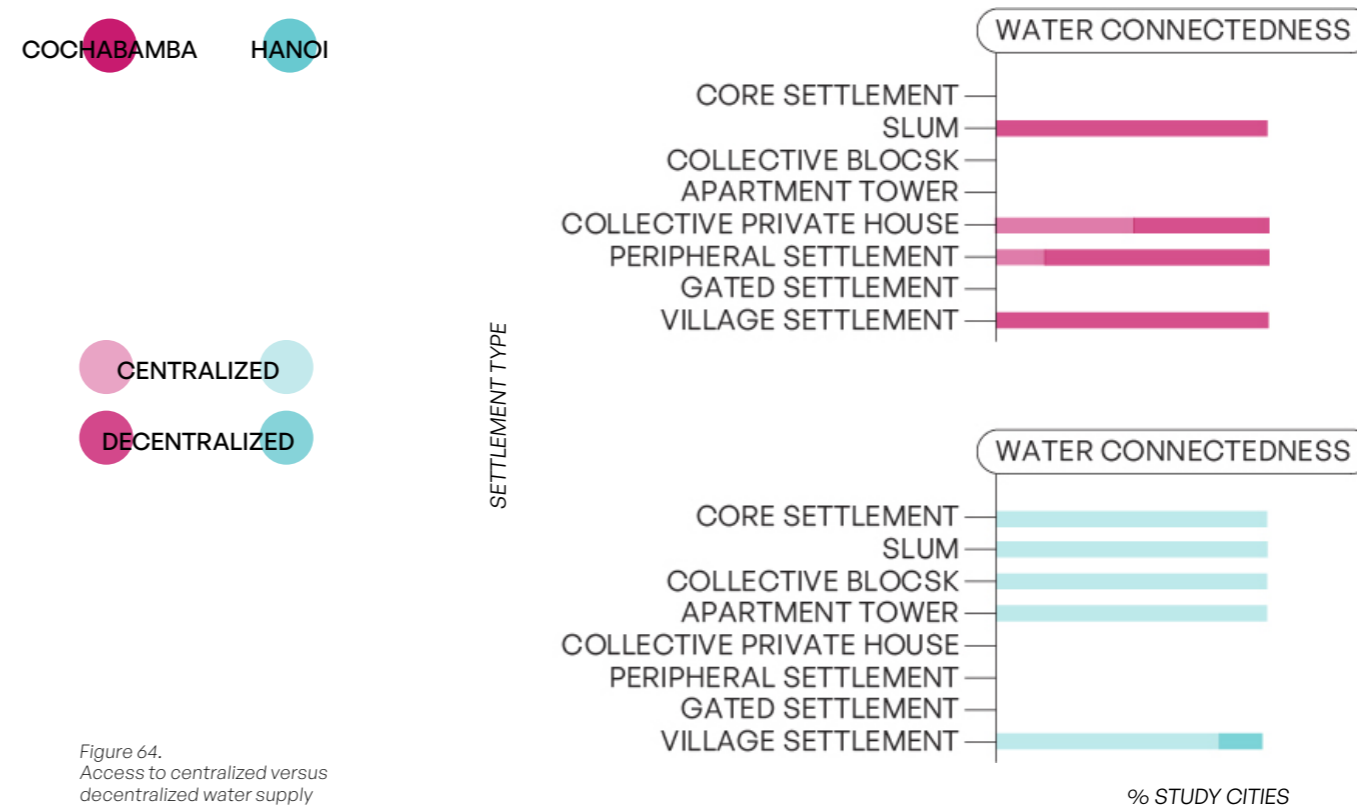 COCHABAMBA HANOI
CENTRALIZED
DECENTRALIZED
SETTLEMENT TYPE
WATER CONNECTEDNESS
CORE SETTLEMENT
SLUM
COLLECTIVE BLOCSK
APARTMENT TOWER
COLLECTIVE PRIVATE HOUSE
PERIPHERAL SETTLEMENT
GATED SETTLEMENT
VILLAGE SETTLEMENT
WATER CONNECTEDNESS
CORE SETTLEMENT
SLUM
COLLECTIVE BLOCSK
APARTMENT TOWER
COLLECTIVE PRIVATE HOUSE
PERIPHERAL SETTLEMENT
GATED SETTLEMENT
VILLAGE SETTLEMENT
% STUDY CITIES
Figure 64.
Access to centralized versus
decentralized water supply